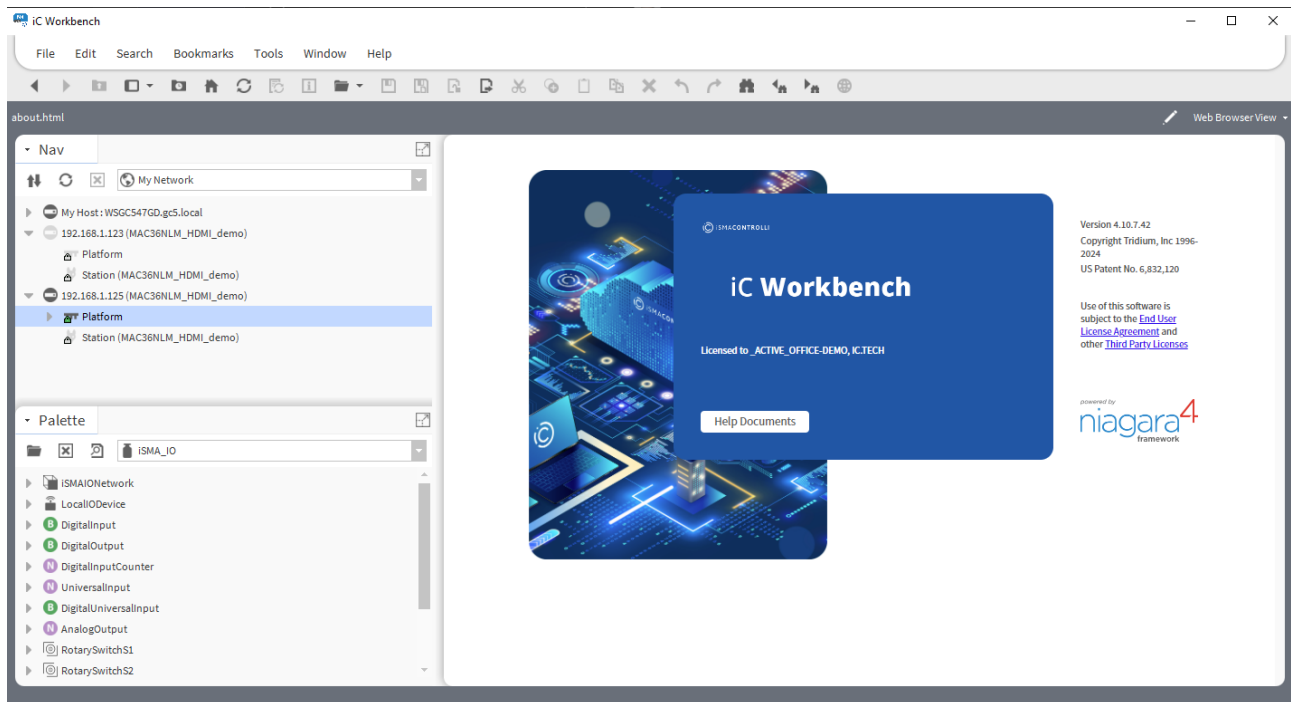 iC Workbench
File Edit Search Bookmarks Tools Window Help
about.html
Web Browser View
Nav
My Network
My Host : WSGC547GD.gc5.local
192.168.1.123 (MAC36NLM_HDMI_demo)
Platform
Station (MAC36NLM_HDMI_demo)
192.168.1.125 (MAC36NLM_HDMI_demo)
Platform
Station (MAC36NLM_HDMI_demo)
Palette
iSMA_IO
iSMAIONetwork
LocalIODevice
DigitalInput
DigitalOutput
DigitalInputCounter
UniversalInput
DigitalUniversalInput
AnalogOutput
RotarySwitchS1
RotarySwitchS2
iSMACONTROLLI
iC Workbench
Licensed to _ACTIVE_OFFICE-DEMO, IC.TECH
Help Documents
Version 4.10.7.42
Copyright Tridium, Inc 1996-
2024
US Patent No. 6,832,120
Use of this software is
subject to the End User
License Agreement and
other Third Party Licenses
powered by
niagara4
framework